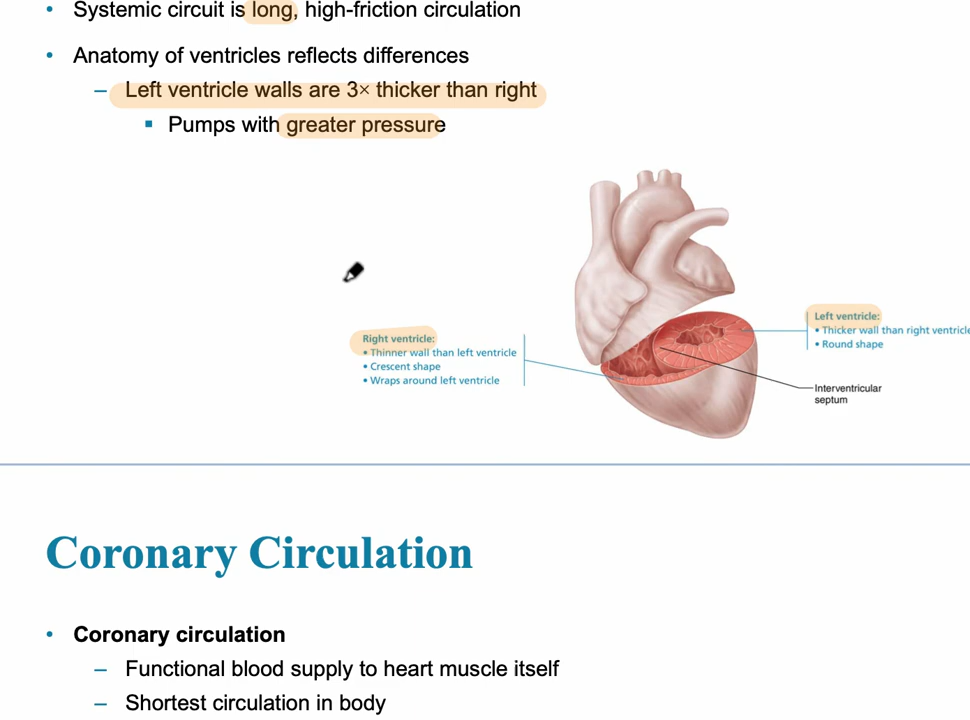 • Systemic circuit is long, high-friction circulation
• Anatomy of ventricles reflects differences
– Left ventricle walls are 3× thicker than right
▪ Pumps with greater pressure
Right ventricle:
• Thinner wall than left ventricle
• Crescent shape
• Wraps around left ventricle
Left ventricle:
• Thicker wall than right ventricle
• Round shape
Interventricular
septum
Coronary Circulation
• Coronary circulation
– Functional blood supply to heart muscle itself
– Shortest circulation in body